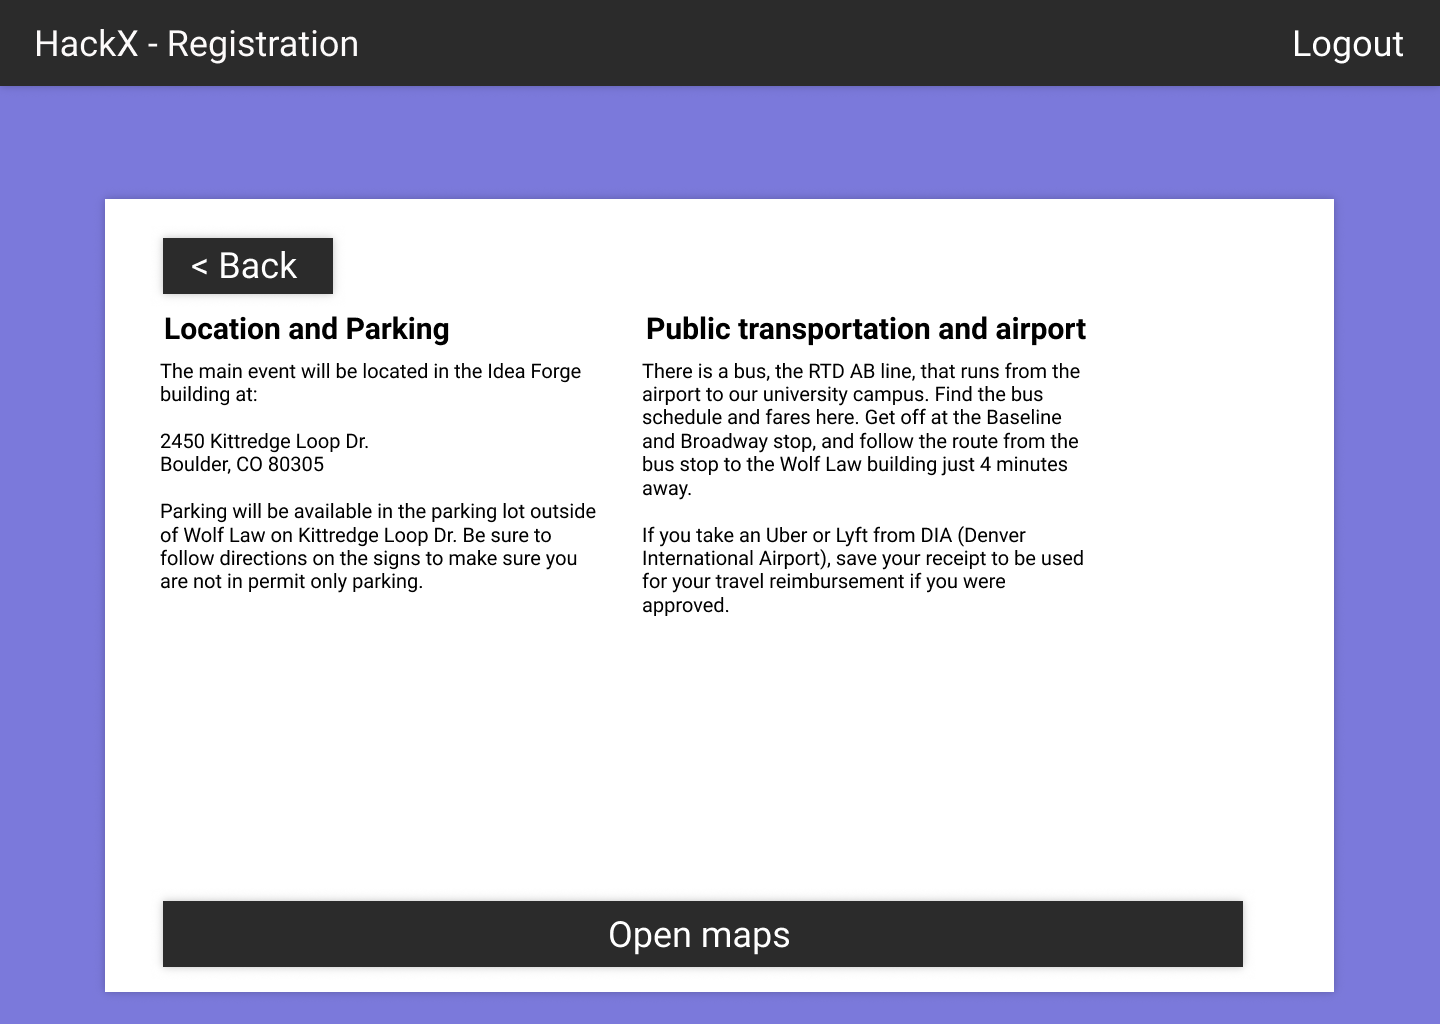 HackX - Registration
Logout
< Back
Location and Parking
The main event will be located in the Idea Forge
building at:
2450 Kittredge Loop Dr.
Boulder, CO 80305
Parking will be available in the parking lot outside
of Wolf Law on Kittredge Loop Dr. Be sure to
follow directions on the signs to make sure you
are not in permit only parking.
Public transportation and airport
There is a bus, the RTD AB line, that runs from the
airport to our university campus. Find the bus
schedule and fares here. Get off at the Baseline
and Broadway stop, and follow the route from the
bus stop to the Wolf Law building just 4 minutes
away.
If you take an Uber or Lyft from DIA (Denver
International Airport), save your receipt to be used
for your travel reimbursement if you were
approved.
Open maps